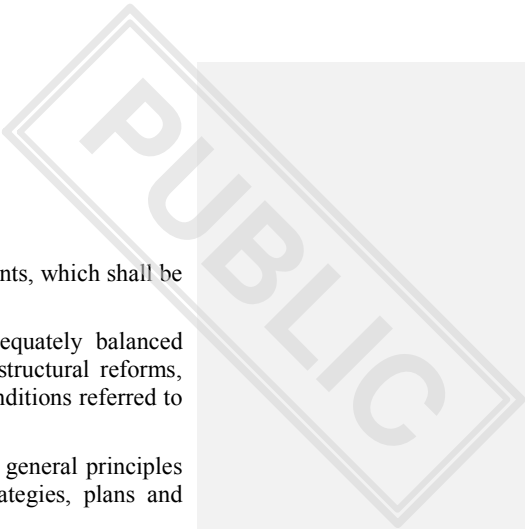 PUBLIC
nts, which shall be
equately balanced
structural reforms,
nditions referred to
general principles
ategies, plans and